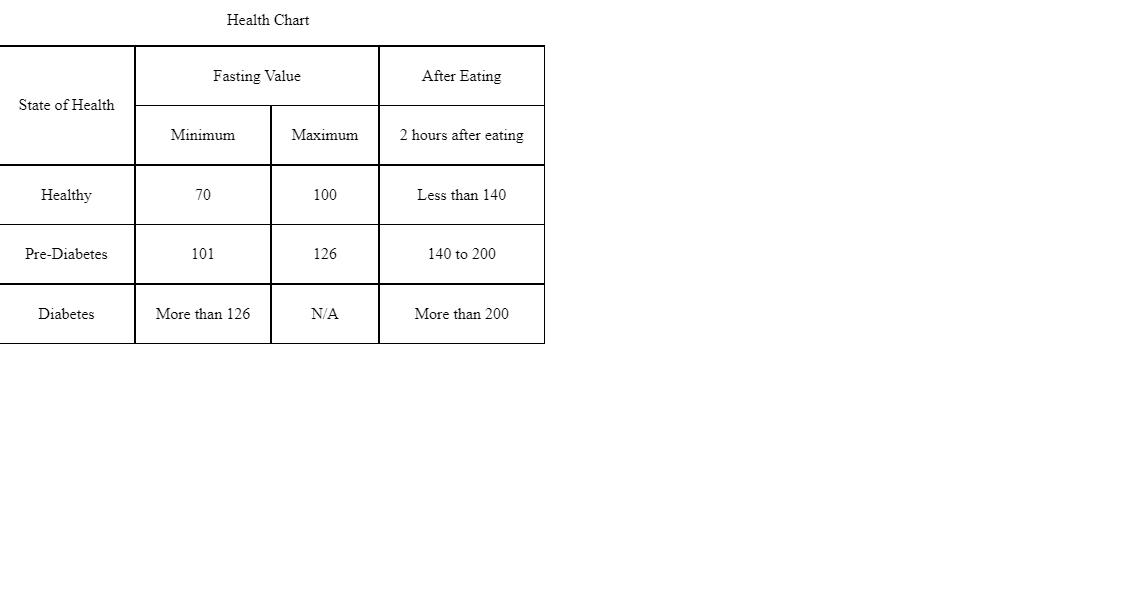 Health Chart
State of Health
Fasting Value
After Eating
Minimum
Maximum
2 hours after eating
Healthy
70
100
Less than 140
Pre-Diabetes
101
126
140 to 200
Diabetes
More than 126
N/A
More than 200